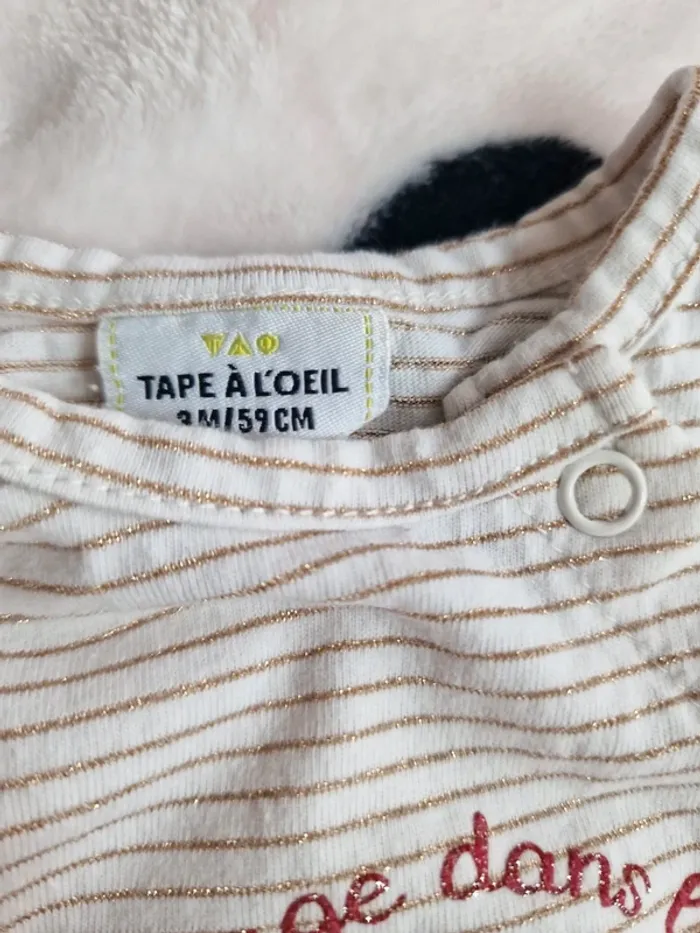 TAO
TAPE À L'OEIL
3M/59CM
dans